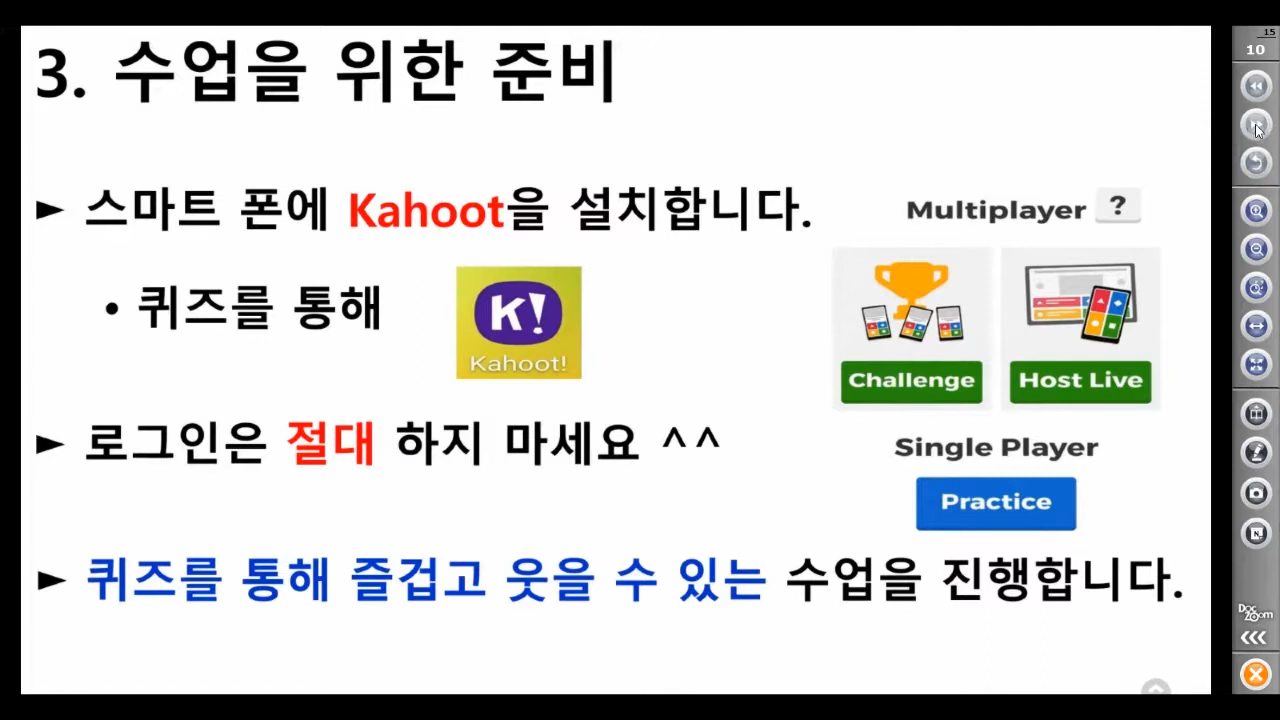 3. 수업을 위한 준비
► 스마트 폰에 Kahoot을 설치합니다.
• 퀴즈를 통해
K!
Kahoot!
► 로그인은 절대 하지 마세요 ^^
► 퀴즈를 통해 즐겁고 웃을 수 있는 수업을 진행합니다.
Multiplayer ?
Challenge
Host Live
Single Player
Practice
15
10
N
DocZoom